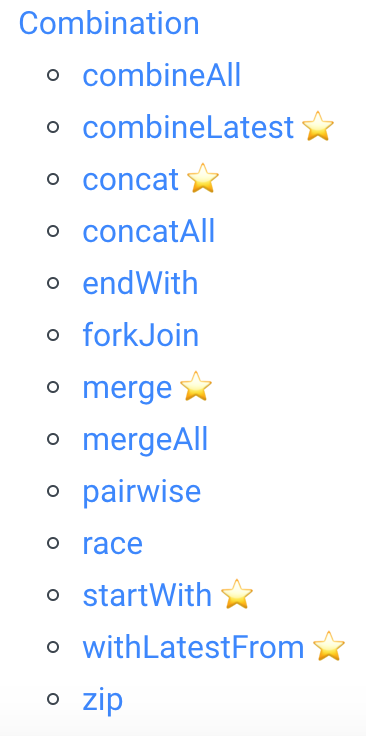 Combination
combineAll
combineLatest ⭐
concat ⭐
concatAll
endWith
forkJoin
merge ⭐
mergeAll
pairwise
race
startWith ⭐
withLatestFrom ⭐
zip